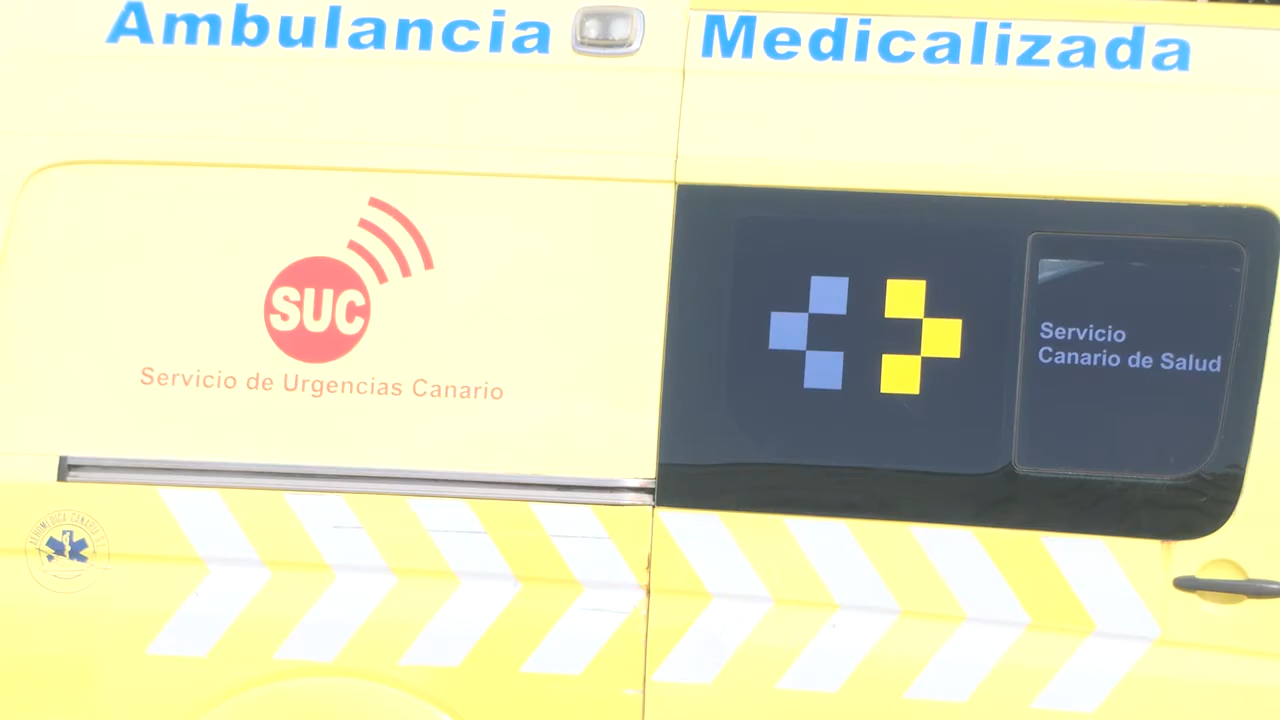 Ambulancia Medicalizada
SUC
Servicio de Urgencias Canario
Servicio
Canario de Salud